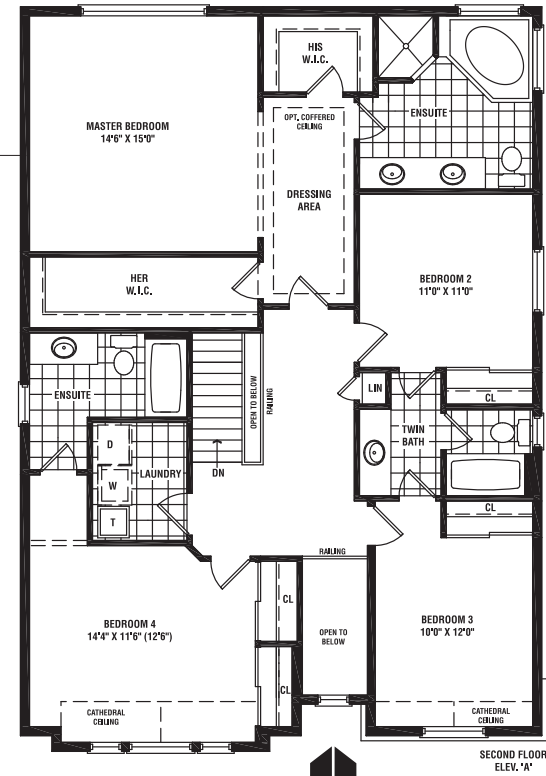 HIS
W.I.C.
MASTER BEDROOM
14'6" X 15'0"
OPT. COFFERED
CEILING
ENSUITE
DRESSING
AREA
HER
W.I.C.
BEDROOM 2
11'0" X 11'0"
ENSUITE
OPEN TO BELOW
RAILING
LIN
CL
TWIN
BATH
D
W
T
LAUNDRY
DN
CL
RAILING
BEDROOM 4
14'4" X 11'6" (12'6")
CL
OPEN TO
BELOW
BEDROOM 3
10'0" X 12'0"
CL
CATHEDRAL
CEILING
CATHEDRAL
CEILING
SECOND FLOOR
ELEV. 'A'